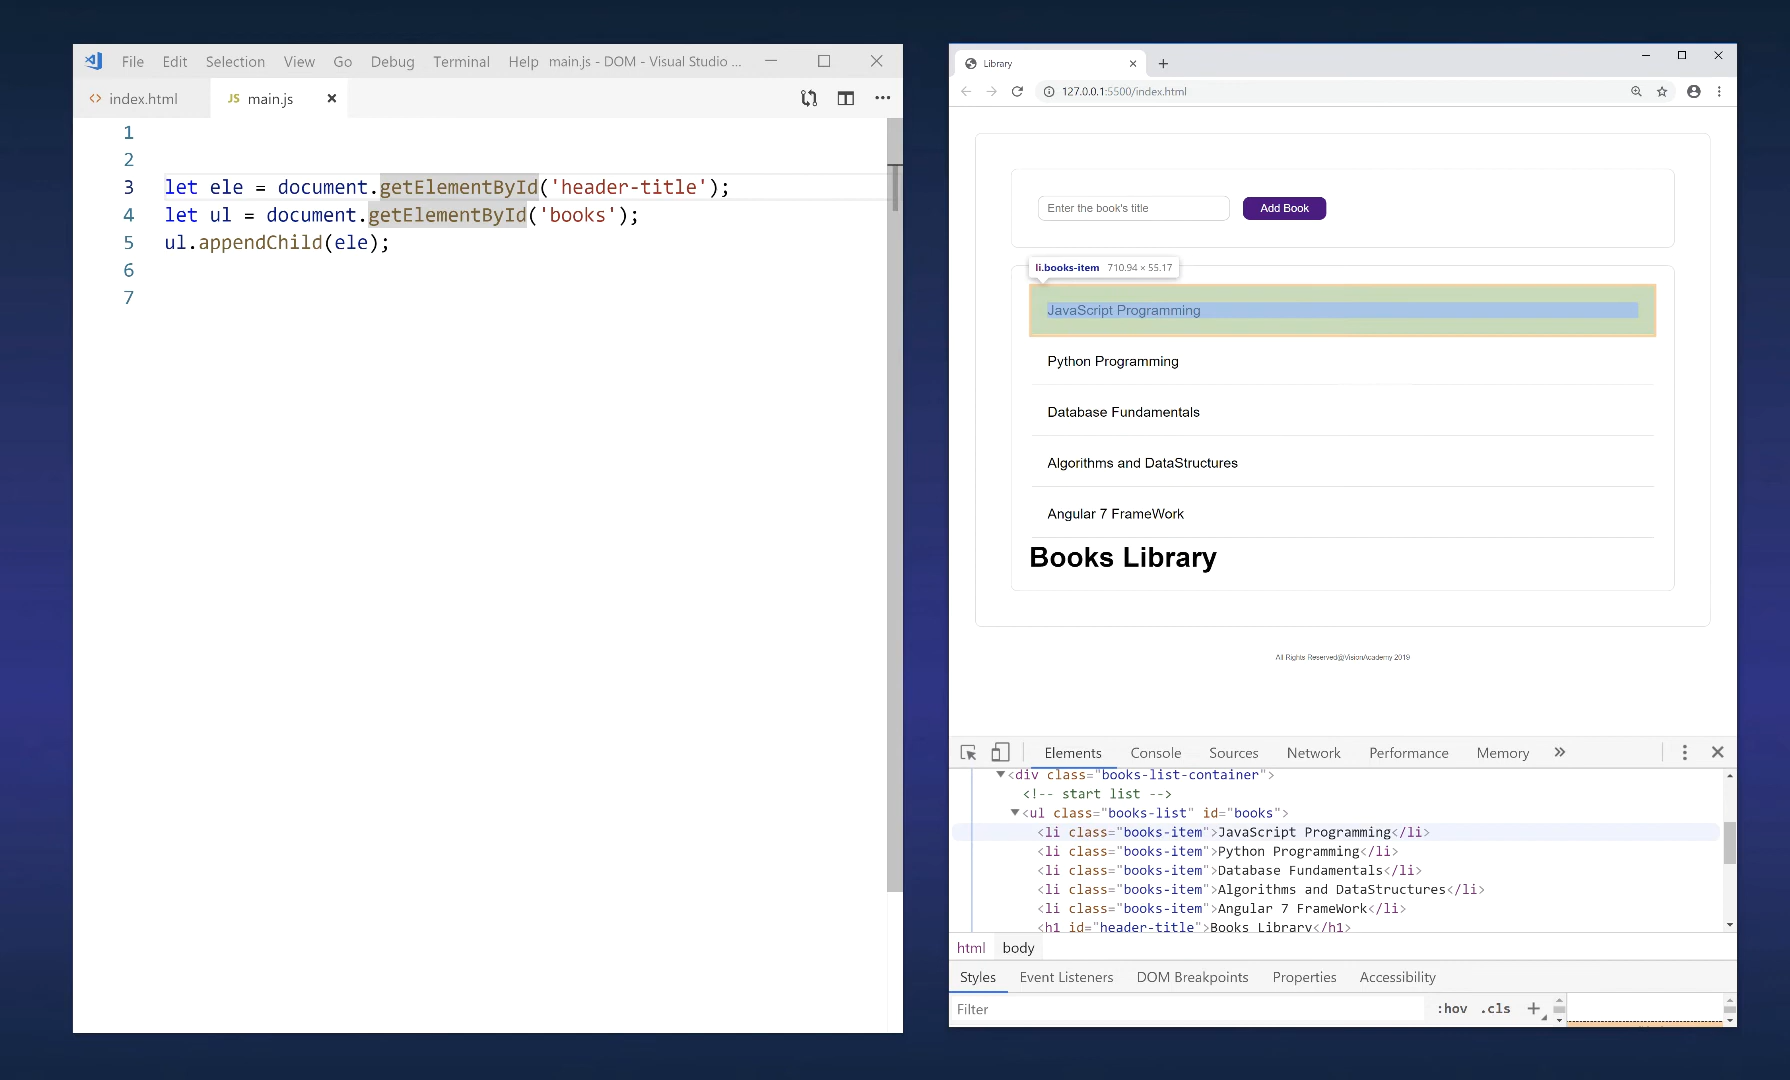 File Edit Selection View Go Debug Terminal Help main.js - DOM - Visual Studio ...
index.html JS main.js
1
2
3 let ele = document.getElementById('header-title');
4 let ul = document.getElementById('books');
5 ul.appendChild(ele);
6
7
Library
127.0.0.1:5500/index.html
Enter the book's title Add Book
li.books-item 710.94 × 55.17
JavaScript Programming
Python Programming
Database Fundamentals
Algorithms and DataStructures
Angular 7 FrameWork
Books Library
All Rights Reserved@VisionAcademy 2019
Elements Console Sources Network Performance Memory »
<div class="books-list-container">
<!-- start list -->
<ul class="books-list" id="books">
<li class="books-item">JavaScript Programming</li>
<li class="books-item">Python Programming</li>
<li class="books-item">Database Fundamentals</li>
<li class="books-item">Algorithms and DataStructures</li>
<li class="books-item">Angular 7 FrameWork</li>
<h1 id="header-title">Books Library</h1>
html body
Styles Event Listeners DOM Breakpoints Properties Accessibility
Filter :hov .cls +